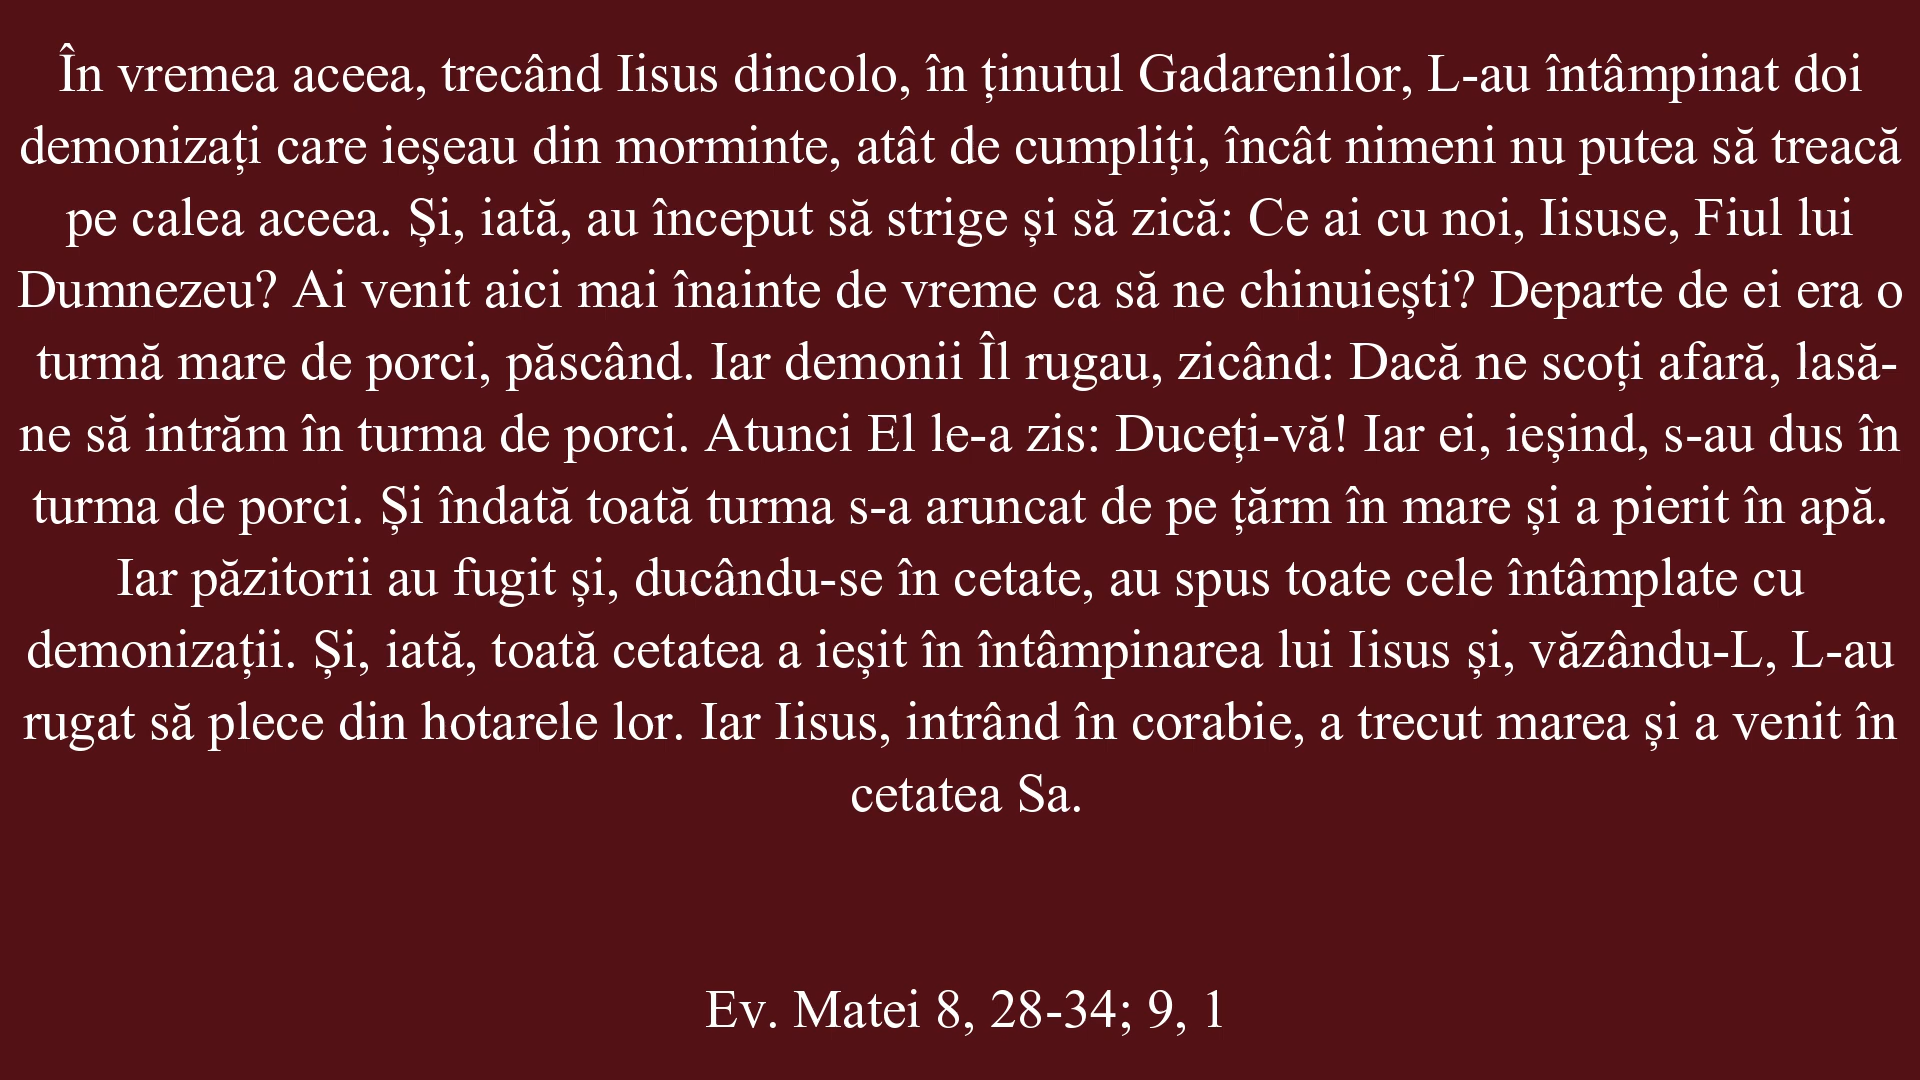 În vremea aceea, trecând Iisus dincolo, în ținutul Gadarenilor, L-au întâmpinat doi
demonizați care ieșeau din morminte, atât de cumpliți, încât nimeni nu putea să treacă
pe calea aceea. Și, iată, au început să strige și să zică: Ce ai cu noi, Iisuse, Fiul lui
Dumnezeu? Ai venit aici mai înainte de vreme ca să ne chinuiești? Departe de ei era o
turmă mare de porci, păscând. Iar demonii Îl rugau, zicând: Dacă ne scoți afară, lasă-
ne să intrăm în turma de porci. Atunci El le-a zis: Duceți-vă! Iar ei, ieșind, s-au dus în
turma de porci. Și îndată toată turma s-a aruncat de pe țărm în mare și a pierit în apă.
Iar păzitorii au fugit și, ducându-se în cetate, au spus toate cele întâmplate cu
demonizații. Și, iată, toată cetatea a ieșit în întâmpinarea lui Iisus și, văzându-L, L-au
rugat să plece din hotarele lor. Iar Iisus, intrând în corabie, a trecut marea și a venit în
cetatea Sa.
Ev. Matei 8, 28-34; 9, 1